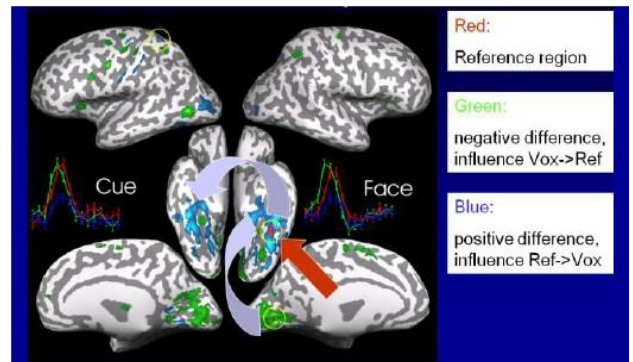 Red:
Reference region
Green:
negative difference,
influence Vox->Ref
Cue
Face
Blue:
positive difference,
influence Ref->Vox